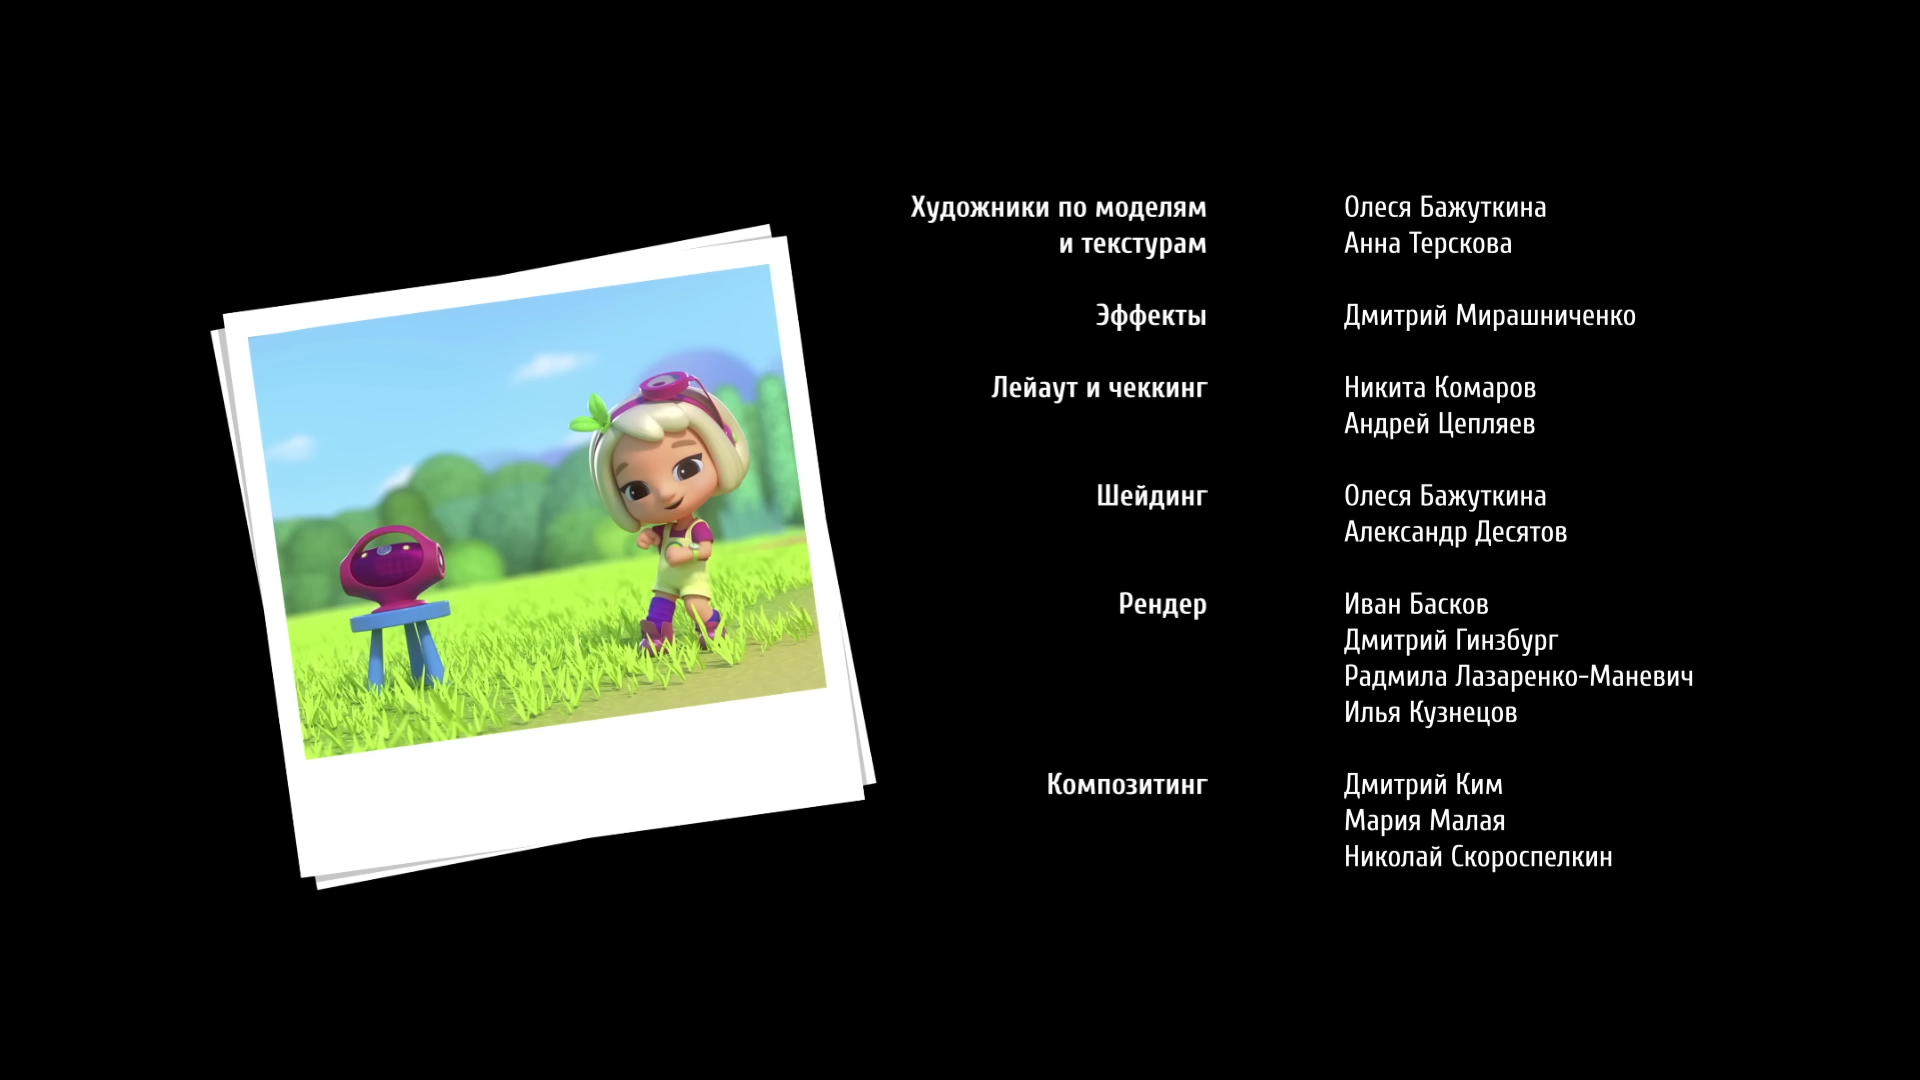 Художники по моделям
и текстурам
Олеся Бажуткина
Анна Терскова
Эффекты
Дмитрий Мирашниченко
Лейаут и чеккинг
Никита Комаров
Андрей Цепляев
Шейдинг
Олеся Бажуткина
Александр Десятов
Рендер
Иван Басков
Дмитрий Гинзбург
Радмила Лазаренко-Маневич
Илья Кузнецов
Композитинг
Дмитрий Ким
Мария Малая
Николай Скороспелкин